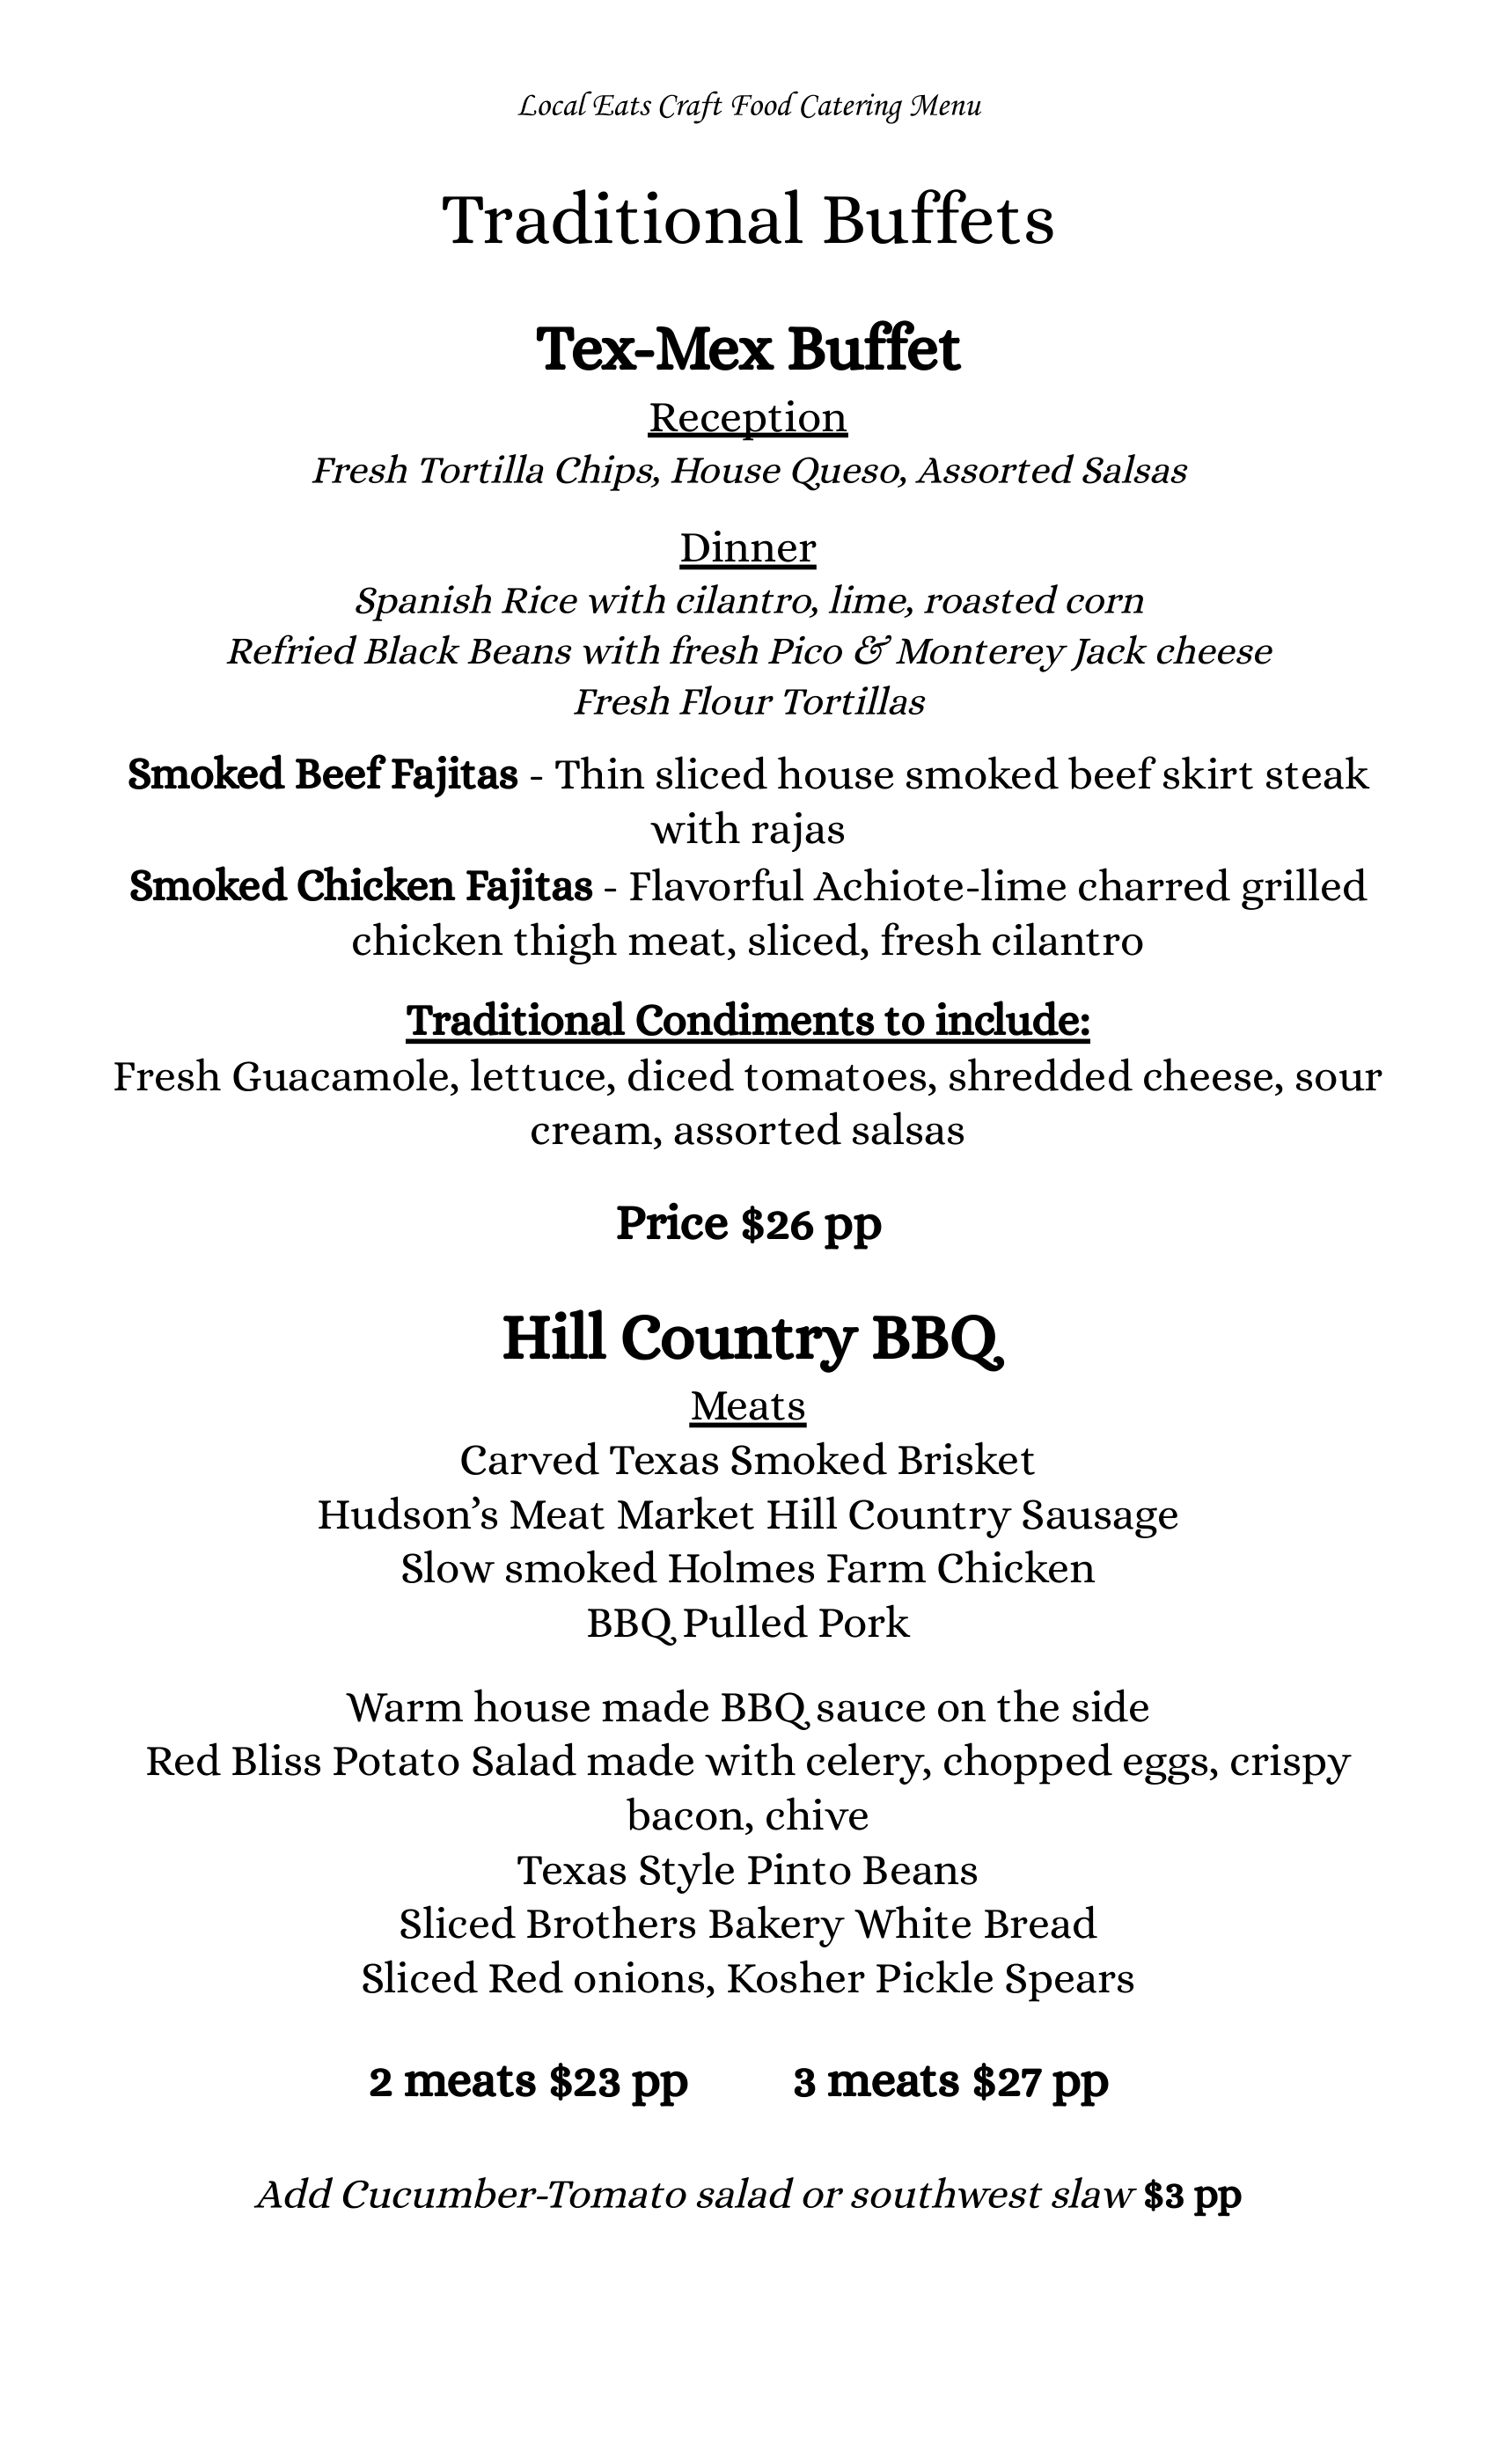 Local Eats Craft Food Catering Menu
Traditional Buffets
Tex-Mex Buffet
Reception
Fresh Tortilla Chips, House Queso, Assorted Salsas
Dinner
Spanish Rice with cilantro, lime, roasted corn
Refried Black Beans with fresh Pico & Monterey Jack cheese
Fresh Flour Tortillas
Smoked Beef Fajitas - Thin sliced house smoked beef skirt steak
with rajas
Smoked Chicken Fajitas - Flavorful Achiote-lime charred grilled
chicken thigh meat, sliced, fresh cilantro
Traditional Condiments to include:
Fresh Guacamole, lettuce, diced tomatoes, shredded cheese, sour
cream, assorted salsas
Price $26 pp
Hill Country BBQ
Meats
Carved Texas Smoked Brisket
Hudson’s Meat Market Hill Country Sausage
Slow smoked Holmes Farm Chicken
BBQ Pulled Pork
Warm house made BBQ sauce on the side
Red Bliss Potato Salad made with celery, chopped eggs, crispy
bacon, chive
Texas Style Pinto Beans
Sliced Brothers Bakery White Bread
Sliced Red onions, Kosher Pickle Spears
2 meats $23 pp 3 meats $27 pp
Add Cucumber-Tomato salad or southwest slaw $3 pp